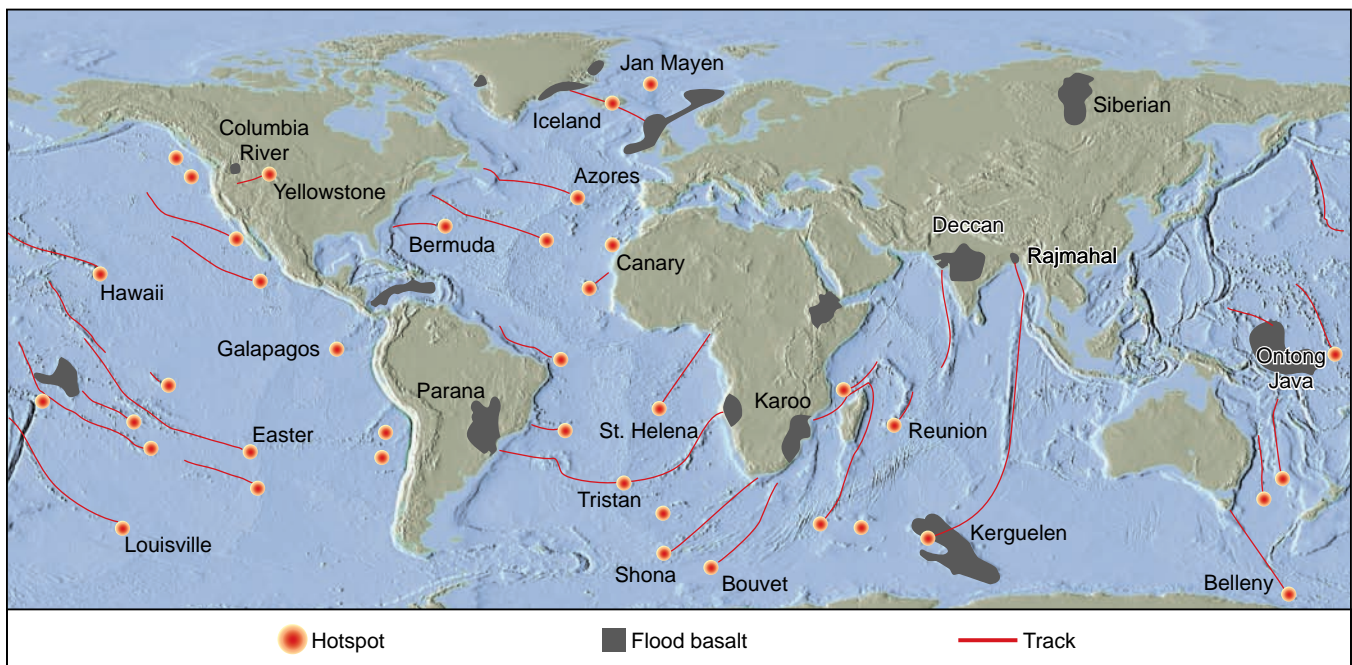 Jan Mayen
Siberian
Iceland
Columbia
River
Yellowstone
Azores
Deccan
Bermuda
Rajmahal
Canary
Hawaii
Galapagos
Ontong
Java
Parana
Karoo
St. Helena
Reunion
Easter
Tristan
Kerguelen
Louisville
Shona
Bouvet
Belleny
Hotspot
Flood basalt
Track